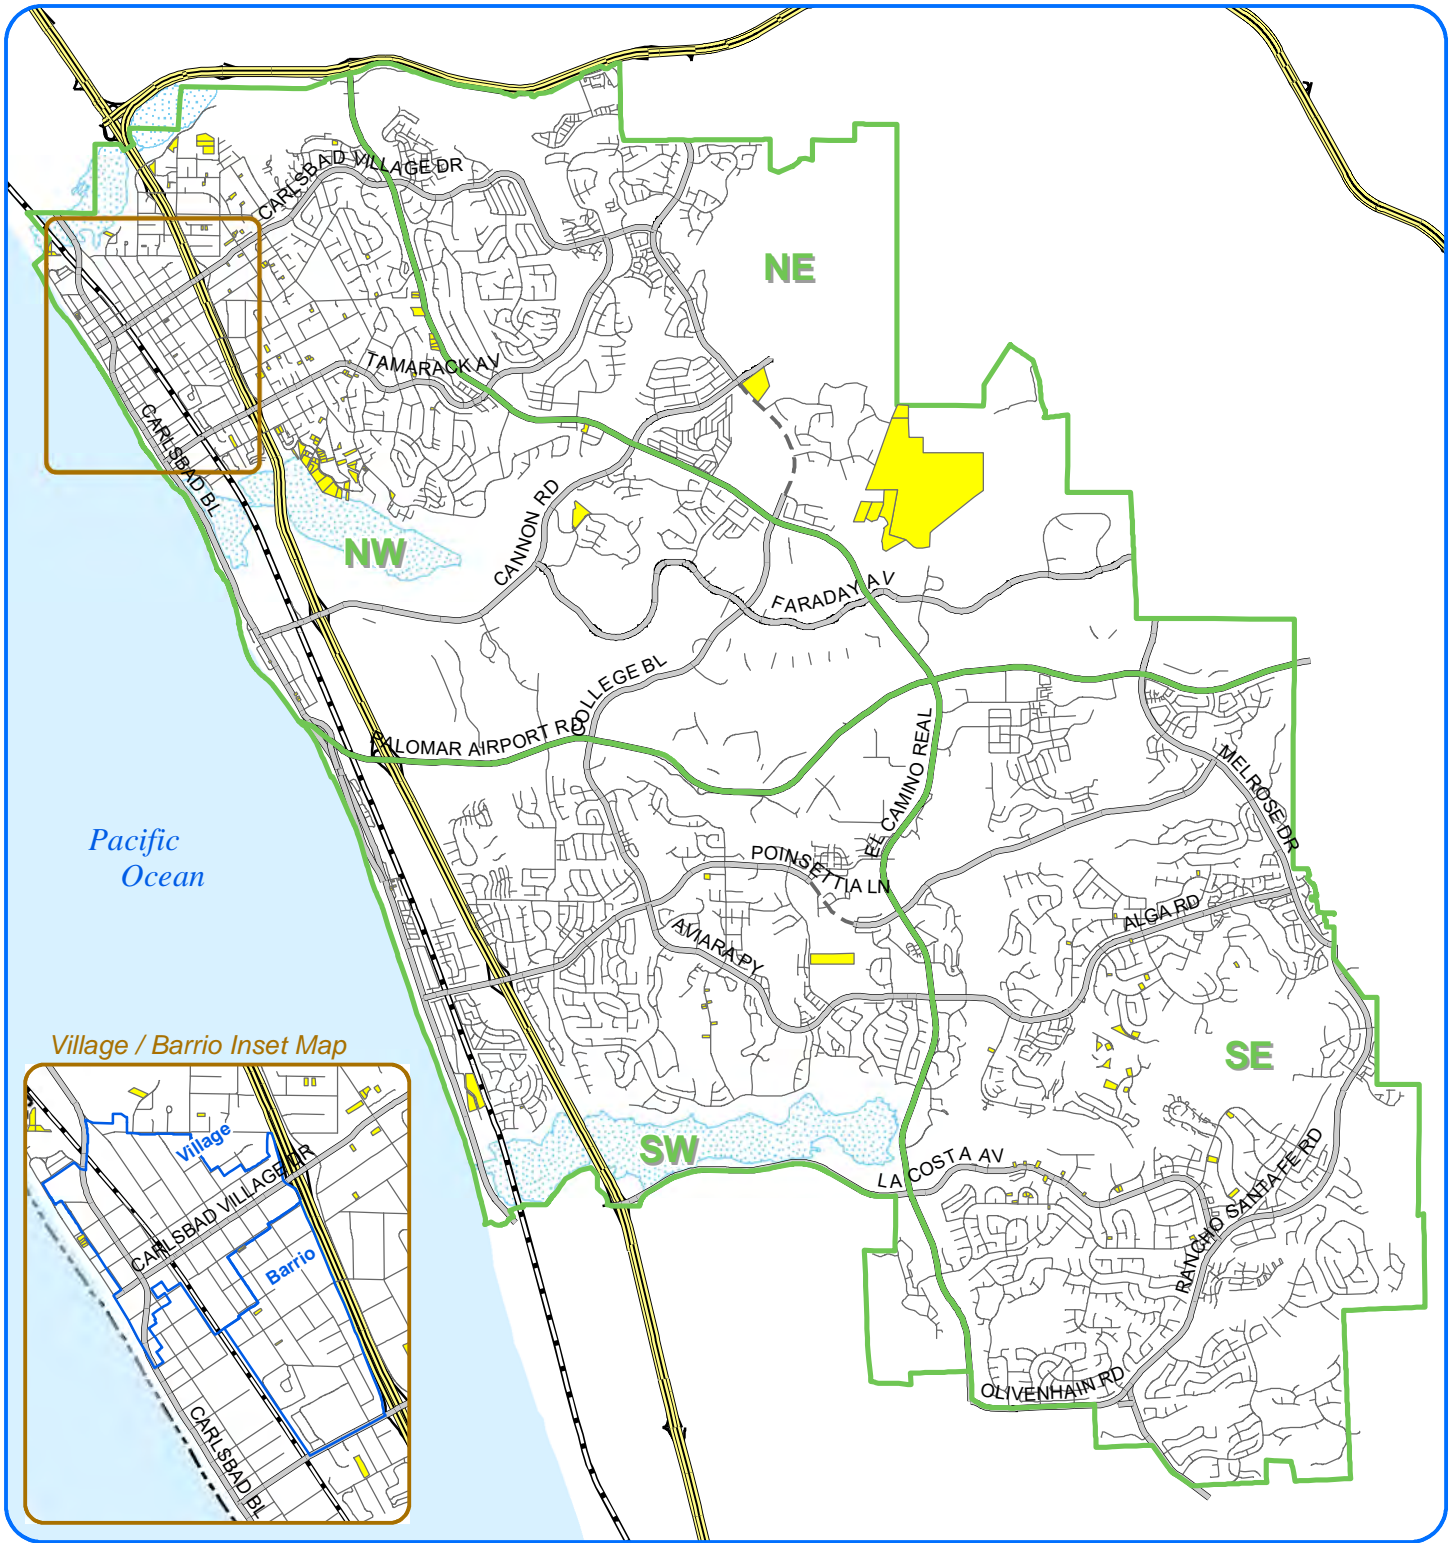 CARLSBAD VILLAGE DR
NE
TAMARACK AV
CARLSBAD BL
CANNON RD
NW
FARADAY AV
COLLEGE BL
PALOMAR AIRPORT RD
EL CAMINO REAL
MELROSE DR
Pacific
Ocean
POINSETTIA LN
ALGA RD
AVIARA PY
Village / Barrio Inset Map
SE
SW
LA COSTA AV
RANCHO SANTA FE RD
OLIVENHAIN RD
Village
CARLSBAD VILLAGE DR
Barrio
CARLSBAD BL